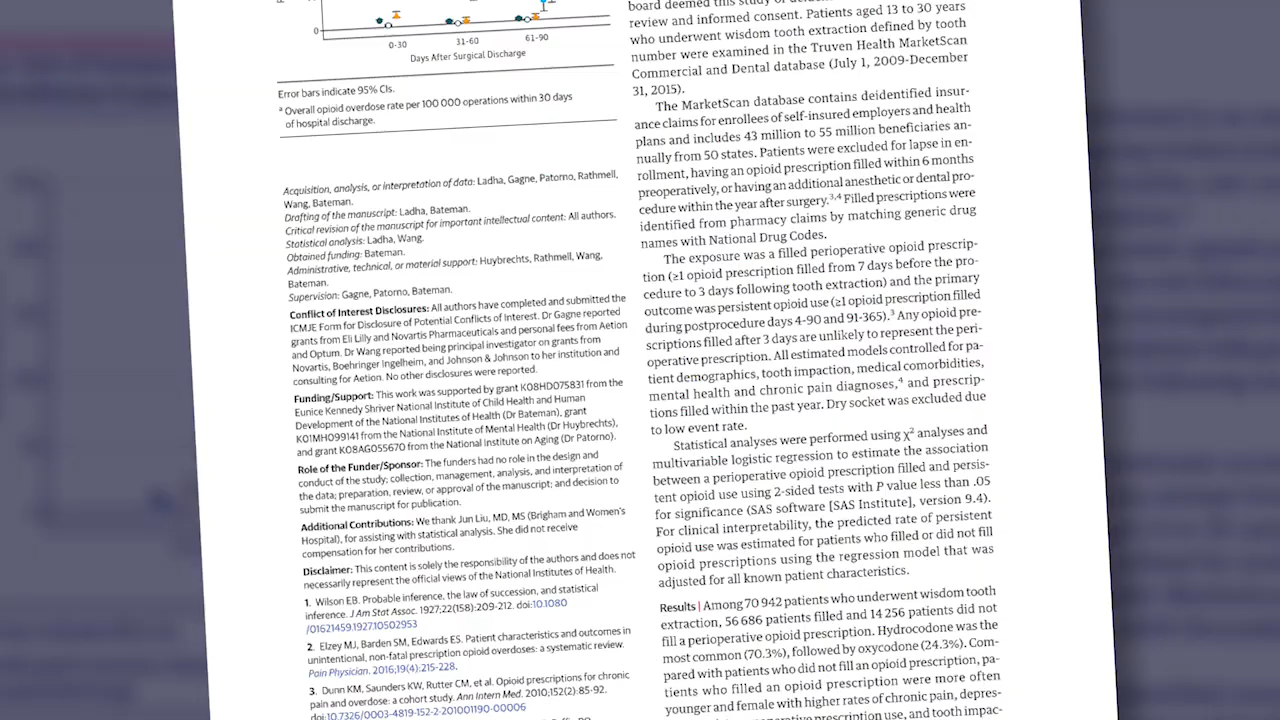 0
0-30
31-60
61-90
Days After Surgical Discharge
Error bars indicate 95% CIs.
a Overall opioid overdose rate per 100 000 operations within 30 days
of hospital discharge.
Acquisition, analysis, or interpretation of data: Ladha, Gagne, Patorno, Rathmell,
Wang, Bateman.
Drafting of the manuscript: Ladha, Bateman.
Critical revision of the manuscript for important intellectual content: All authors.
Statistical analysis: Ladha, Wang.
Obtained funding: Bateman.
Administrative, technical, or material support: Huybrechts, Rathmell, Wang,
Bateman.
Supervision: Gagne, Patorno, Bateman.
Conflict of Interest Disclosures: All authors have completed and submitted the
ICMJE Form for Disclosure of Potential Conflicts of Interest. Dr Gagne reported
grants from Eli Lilly and Novartis Pharmaceuticals and personal fees from Aetion
and Optum. Dr Wang reported being principal investigator on grants from
Novartis, Boehringer Ingelheim, and Johnson & Johnson to her institution and
consulting for Aetion. No other disclosures were reported.
Funding/Support: This work was supported by grant K08HD075831 from the
Eunice Kennedy Shriver National Institute of Child Health and Human
Development of the National Institutes of Health (Dr Bateman), grant
K01MH099141 from the National Institute of Mental Health (Dr Huybrechts),
and grant K08AG055670 from the National Institute on Aging (Dr Patorno).
Role of the Funder/Sponsor: The funders had no role in the design and
conduct of the study; collection, management, analysis, and interpretation of
the data; preparation, review, or approval of the manuscript; and decision to
submit the manuscript for publication.
Additional Contributions: We thank Jun Liu, MD, MS (Brigham and Women's
Hospital), for assisting with statistical analysis. She did not receive
compensation for her contributions.
Disclaimer: This content is solely the responsibility of the authors and does not
necessarily represent the official views of the National Institutes of Health.
1. Wilson EB. Probable inference, the law of succession, and statistical
inference. J Am Stat Assoc. 1927;22(158):209-212. doi:10.1080
/01621459.1927.10502953
2. Elzey MJ, Barden SM, Edwards ES. Patient characteristics and outcomes in
unintentional, non-fatal prescription opioid overdoses: a systematic review.
Pain Physician. 2016;19(4):215-228.
3. Dunn KM, Saunders KW, Rutter CM, et al. Opioid prescriptions for chronic
pain and overdose: a cohort study. Ann Intern Med. 2010;152(2):85-92.
doi:10.7326/0003-4819-152-2-201001190-00006
board deemed this study
review and informed consent. Patients aged 13 to 30 years
who underwent wisdom tooth extraction defined by tooth
number were examined in the Truven Health MarketScan
Commercial and Dental database (July 1, 2009-December
31, 2015).
The MarketScan database contains deidentified insur-
ance claims for enrollees of self-insured employers and health
plans and includes 43 million to 55 million beneficiaries an-
nually from 50 states. Patients were excluded for lapse in en-
rollment, having an opioid prescription filled within 6 months
preoperatively, or having an additional anesthetic or dental pro-
cedure within the year after surgery.3,4 Filled prescriptions were
identified from pharmacy claims by matching generic drug
names with National Drug Codes.
The exposure was a filled perioperative opioid prescrip-
tion (≥1 opioid prescription filled from 7 days before the pro-
cedure to 3 days following tooth extraction) and the primary
outcome was persistent opioid use (≥1 opioid prescription filled
during postprocedure days 4-90 and 91-365).3 Any opioid pre-
scriptions filled after 3 days are unlikely to represent the peri-
operative prescription. All estimated models controlled for pa-
tient demographics, tooth impaction, medical comorbidities,
mental health and chronic pain diagnoses,4 and prescrip-
tions filled within the past year. Dry socket was excluded due
to low event rate.
Statistical analyses were performed using χ2 analyses and
multivariable logistic regression to estimate the association
between a perioperative opioid prescription filled and persis-
tent opioid use using 2-sided tests with P value less than .05
for significance (SAS software [SAS Institute], version 9.4).
For clinical interpretability, the predicted rate of persistent
opioid use was estimated for patients who filled or did not fill
opioid prescriptions using the regression model that was
adjusted for all known patient characteristics.
Results | Among 70 942 patients who underwent wisdom tooth
extraction, 56 686 patients filled and 14 256 patients did not
fill a perioperative opioid prescription. Hydrocodone was the
most common (70.3%), followed by oxycodone (24.3%). Com-
pared with patients who did not fill an opioid prescription, pa-
tients who filled an opioid prescription were more often
younger and female with higher rates of chronic pain, depres-
prescription use, and tooth impac-